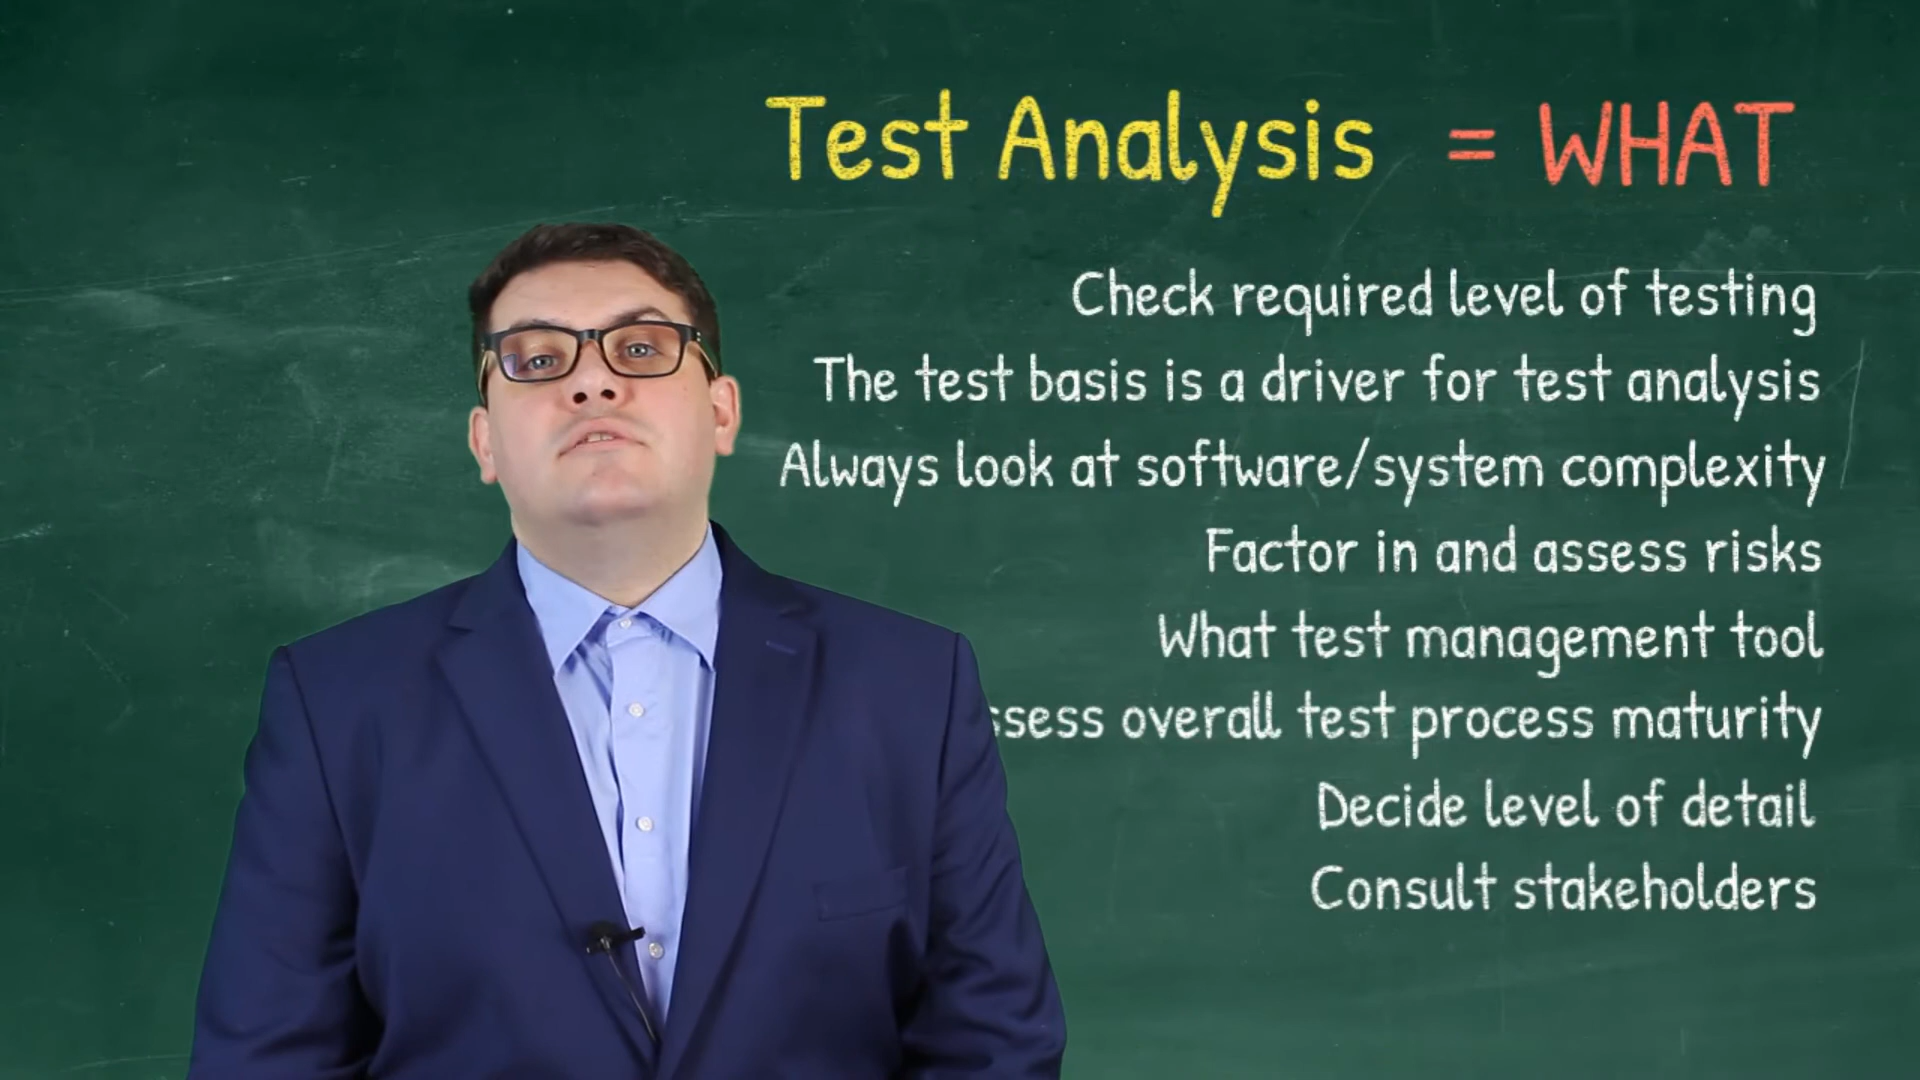 Test Analysis = WHAT
Check required level of testing
The test basis is a driver for test analysis
Always look at software/system complexity
Factor in and assess risks
What test management tool
overall test process maturity
Decide level of detail
Consult stakeholders